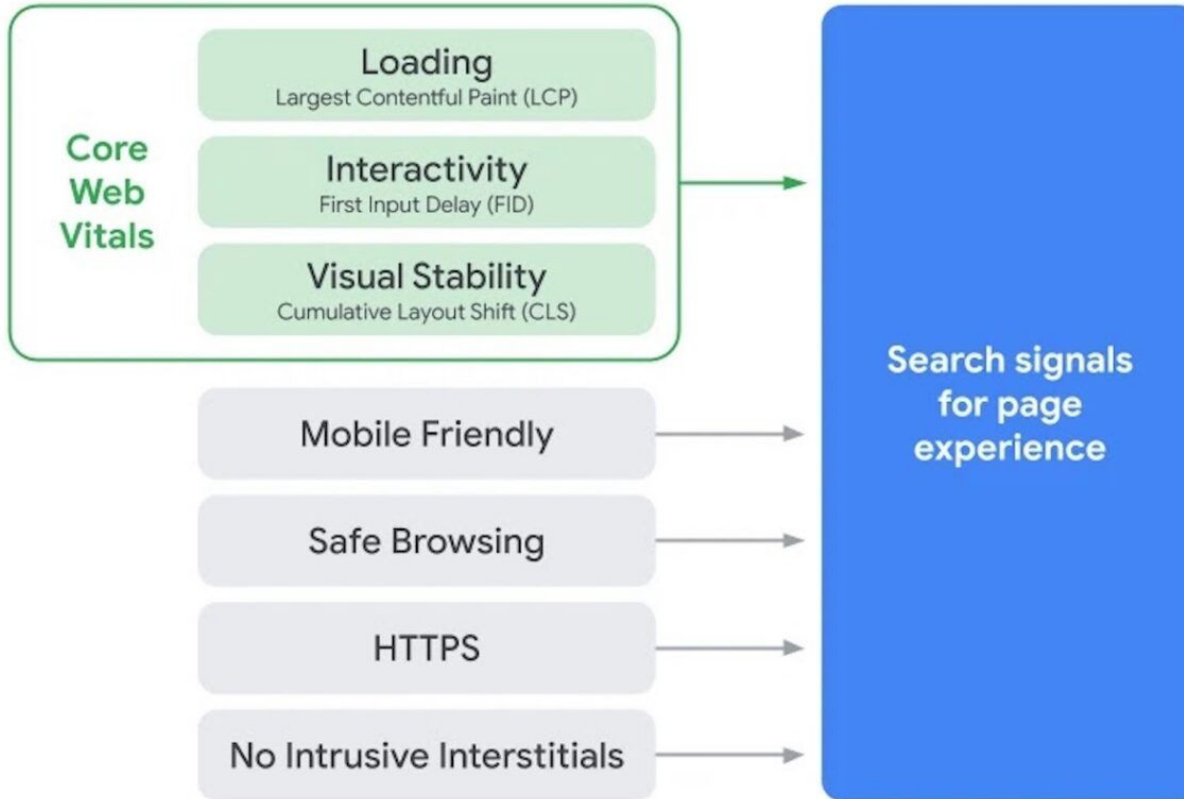 Core
Web
Vitals
Loading
Largest Contentful Paint (LCP)
Interactivity
First Input Delay (FID)
Visual Stability
Cumulative Layout Shift (CLS)
Mobile Friendly
Safe Browsing
HTTPS
No Intrusive Interstitials
Search signals
for page
experience